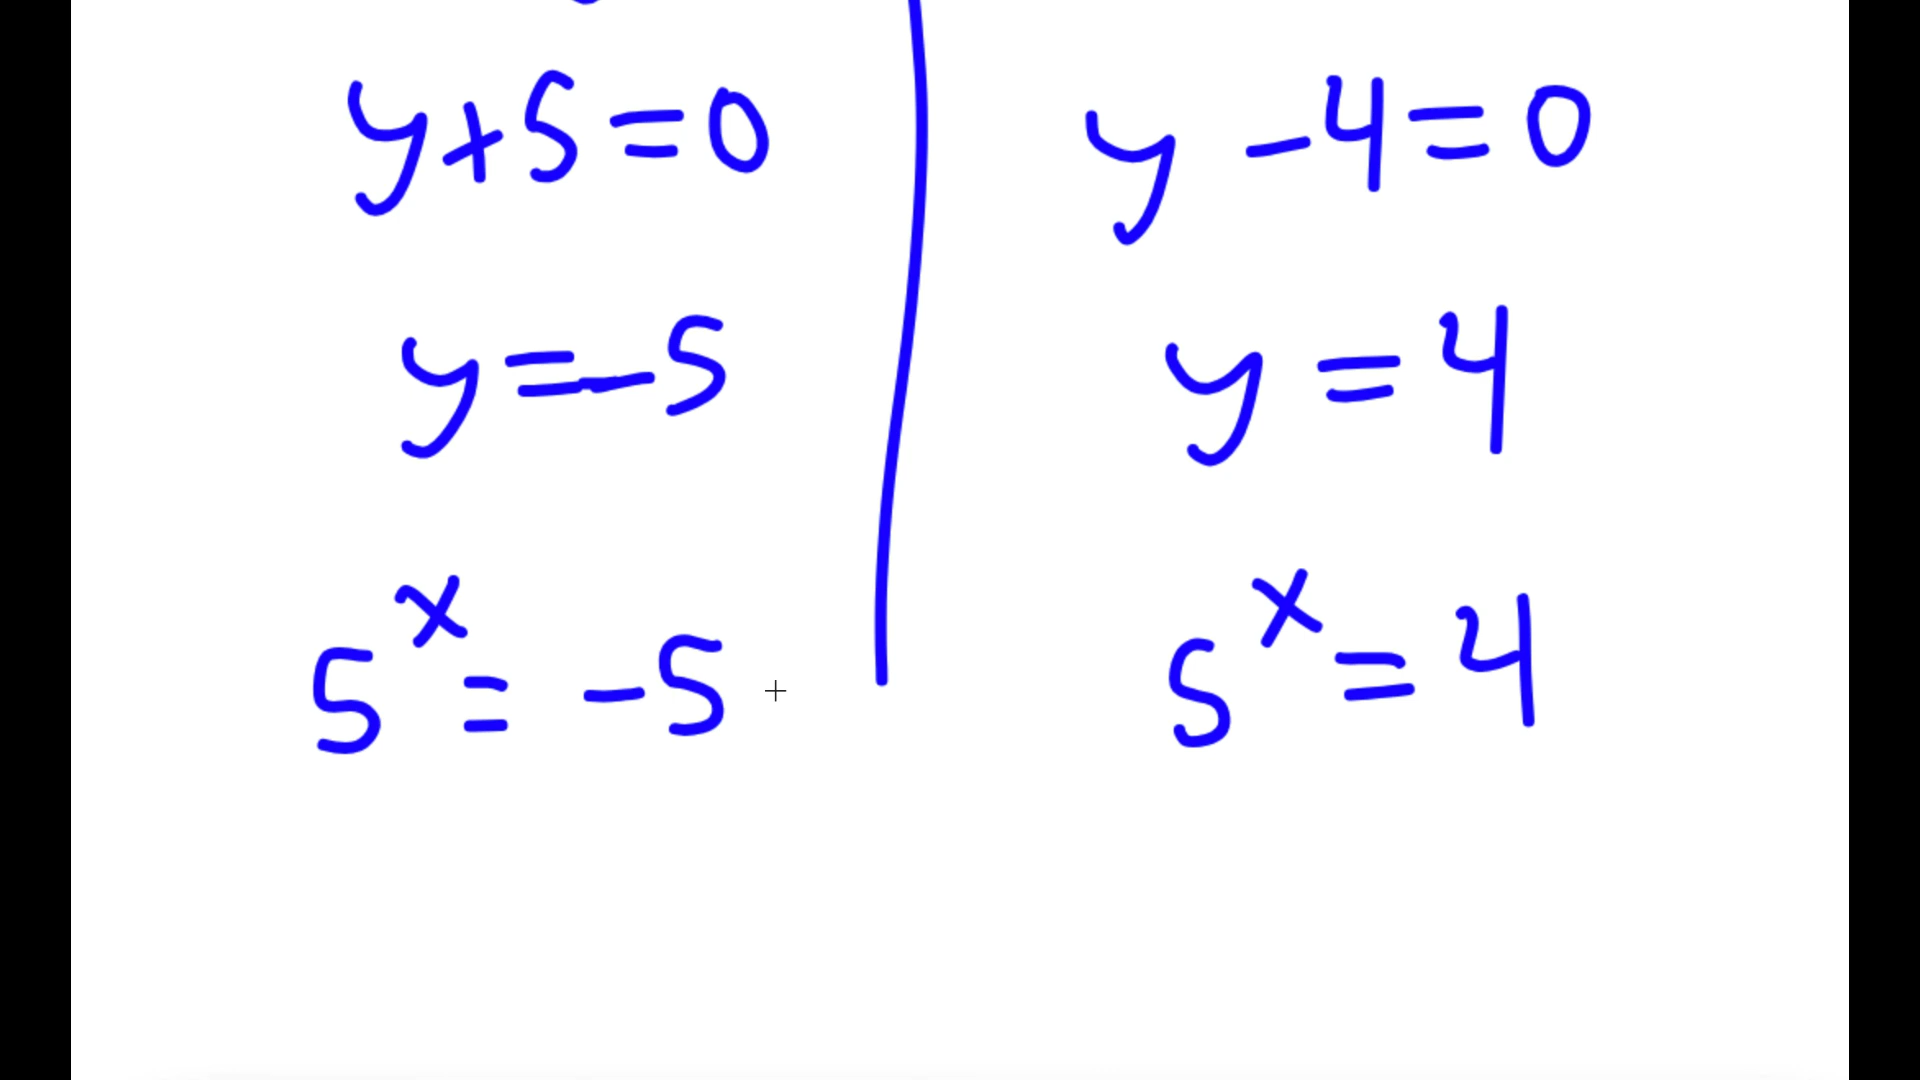 y+5=0
y=-5
5^x = -5
y -4=0
y = 4
5^x = 4